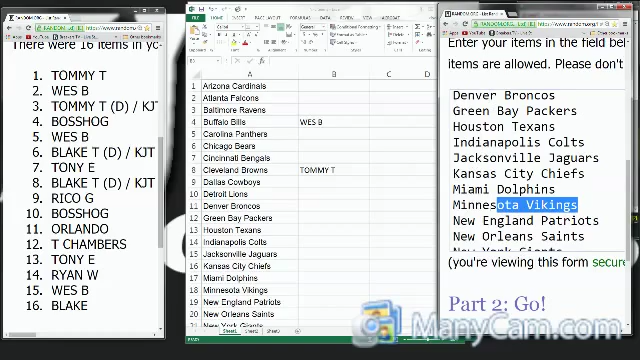 There were 16 items in yc
1. TOMMY T
2. WES B
3. TOMMY T (D) / KJT
4. BOSSHOG
5. WES B
6. BLAKE T (D) / KJT
7. TONY E
8. BLAKE T (D) / KJT
9. RICO G
10. BOSSHOG
11. ORLANDO
12. T CHAMBERS
13. TONY E
14. RYAN W
15. WES B
16. BLAKE
A B C D
1 Arizona Cardinals
2 Atlanta Falcons
3 Baltimore Ravens
4 Buffalo Bills WES B
5 Carolina Panthers
6 Chicago Bears
7 Cincinnati Bengals
8 Cleveland Browns TOMMY T
9 Dallas Cowboys
10 Detroit Lions
11 Denver Broncos
12 Green Bay Packers
13 Houston Texans
14 Indianapolis Colts
15 Jacksonville Jaguars
16 Kansas City Chiefs
17 Miami Dolphins
18 Minnesota Vikings
19 New England Patriots
20 New Orleans Saints
21 New York Giants
Sheet1 Sheet2 Sheet3
Enter your items in the field bel
items are allowed. Please don't
Denver Broncos
Green Bay Packers
Houston Texans
Indianapolis Colts
Jacksonville Jaguars
Kansas City Chiefs
Miami Dolphins
Minnesota Vikings
New England Patriots
New Orleans Saints
New York Giants
(you're viewing this form secure
Part 2: Go!
ManyCam.com